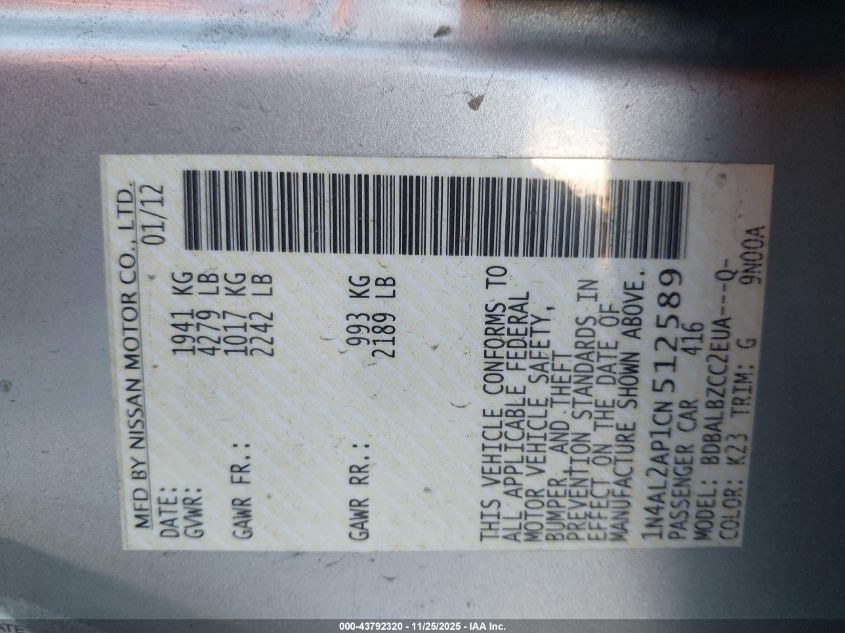 MFD BY NISSAN MOTOR CO., LTD.
DATE: 01/12
GVWR: 1941 KG
4279 LB
GAWR FR.: 1017 KG
2242 LB
GAWR RR.: 993 KG
2189 LB
THIS VEHICLE CONFORMS TO
ALL APPLICABLE FEDERAL
MOTOR VEHICLE SAFETY,
BUMPER, AND THEFT
PREVENTION STANDARDS IN
EFFECT ON THE DATE OF
MANUFACTURE SHOWN ABOVE.
1N4AL2AP1CN512589
PASSENGER CAR 416
MODEL: BDBALBZCC2EUA---Q-
COLOR: K23 TRIM: G 9N00A
000-43792320 - 11/25/2025 - IAA Inc.